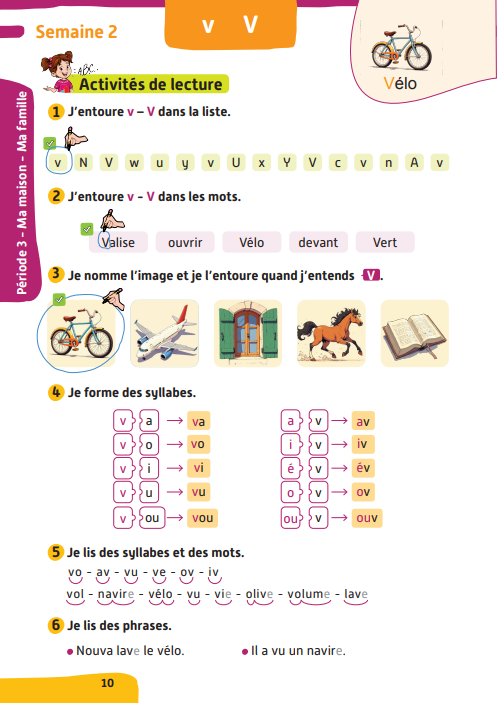 Semaine 2
v V
Vélo
ABC..
Activités de lecture
Période 3 - Ma maison - Ma famille
1 J'entoure v – V dans la liste.
v N V w u y v U x Y V c v n A v
2 J'entoure v - V dans les mots.
Valise ouvrir Vélo devant Vert
3 Je nomme l'image et je l'entoure quand j'entends V.
4 Je forme des syllabes.
v a → va a v → av
v o → vo i v → iv
v i → vi é v → év
v u → vu o v → ov
v ou → vou ou v → ouv
5 Je lis des syllabes et des mots.
vo - av - vu - ve - ov - iv
vol - navire - vélo - vu - vie - olive - volume - lave
6 Je lis des phrases.
• Nouva lave le vélo. • Il a vu un navire.
10